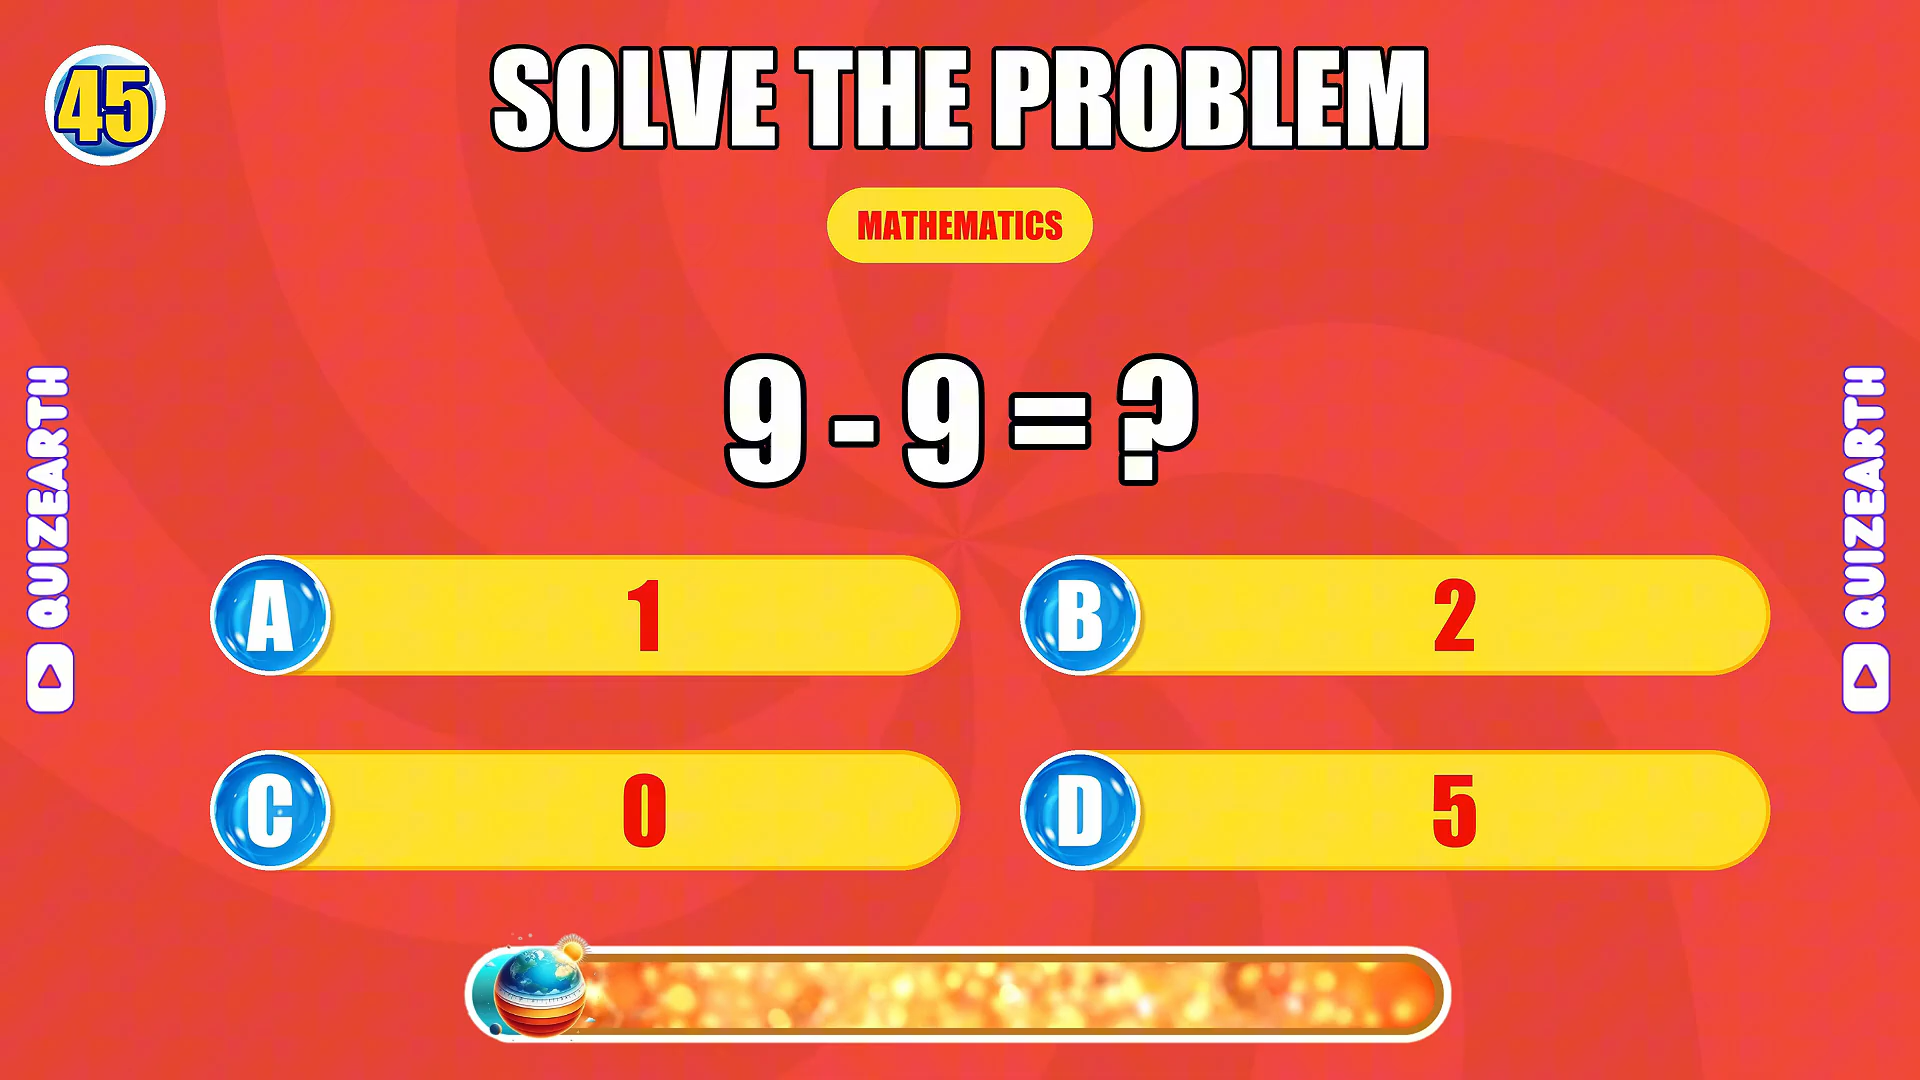 45
SOLVE THE PROBLEM
MATHEMATICS
9 - 9 = ?
A 1
B 2
C 0
D 5
QUIZEARTH
QUIZEARTH